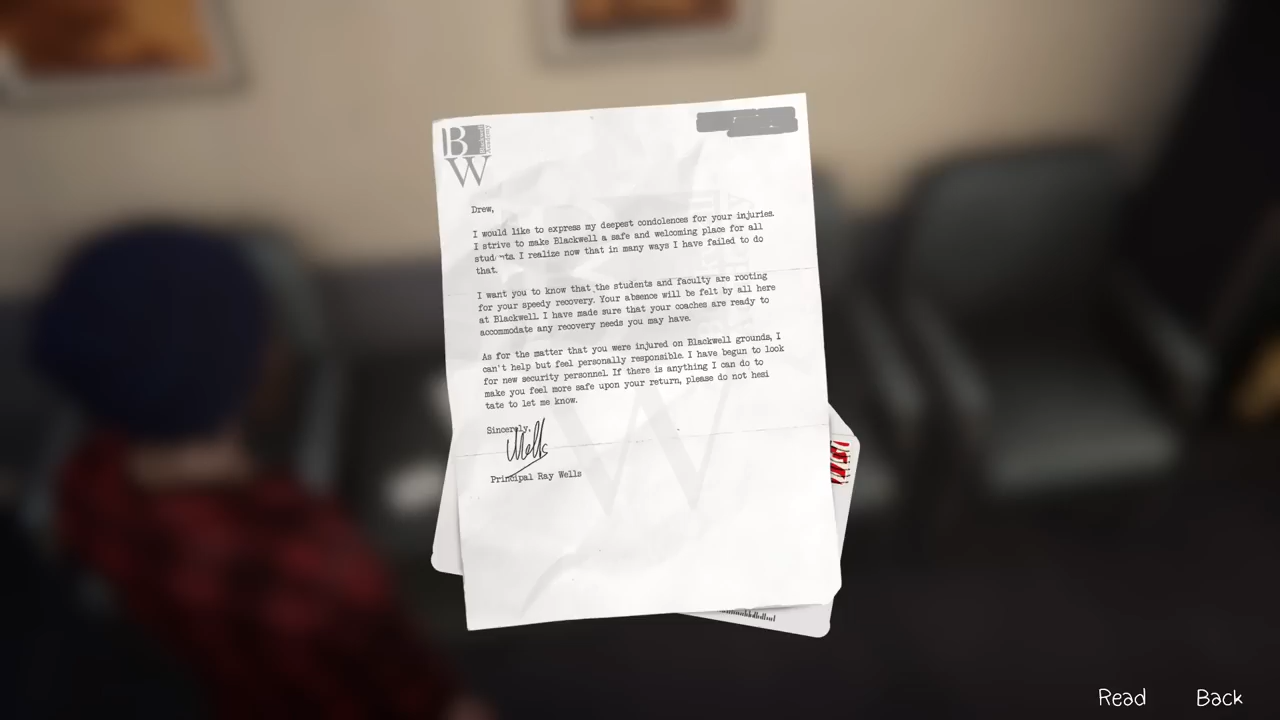 B
Blackwell Academy
W
Drew,
I would like to express my deepest condolences for your injuries.
I strive to make Blackwell a safe and welcoming place for all
students. I realize now that in many ways I have failed to do
that.
I want you to know that the students and faculty are rooting
for your speedy recovery. Your absence will be felt by all here
at Blackwell. I have made sure that your coaches are ready to
accommodate any recovery needs you may have.
As for the matter that you were injured on Blackwell grounds, I
can't help but feel personally responsible. I have begun to look
for new security personnel. If there is anything I can do to
make you feel more safe upon your return, please do not hesi
tate to let me know.
Sincerely,
Wells
Principal Ray Wells
Read Back